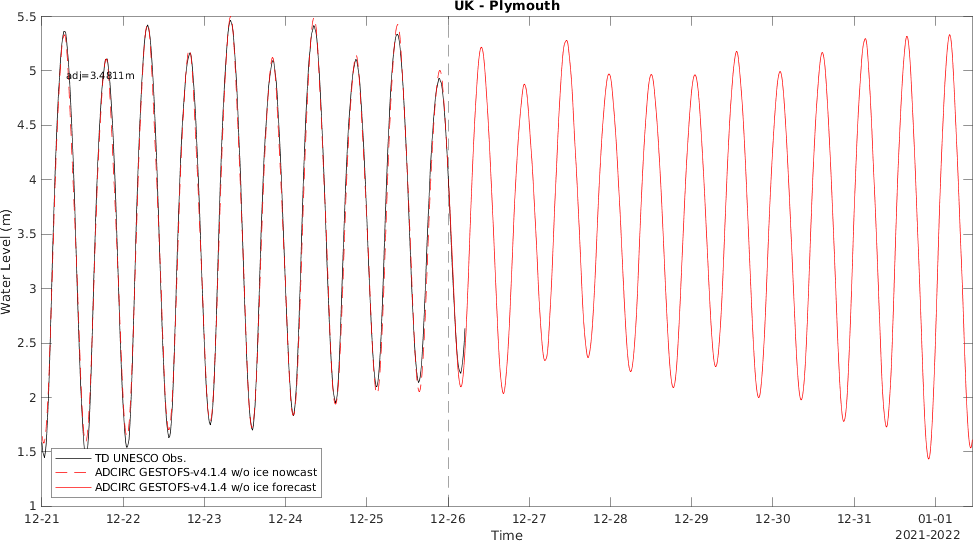 UK - Plymouth
5.5
5
4.5
4
3.5
3
2.5
2
1.5
1
Water Level (m)
adj=3.4811m
TD UNESCO Obs.
ADCIRC GESTOFS-v4.1.4 w/o ice nowcast
ADCIRC GESTOFS-v4.1.4 w/o ice forecast
12-21 12-22 12-23 12-24 12-25 12-26 12-27 12-28 12-29 12-30 12-31 01-01
Time
2021-2022